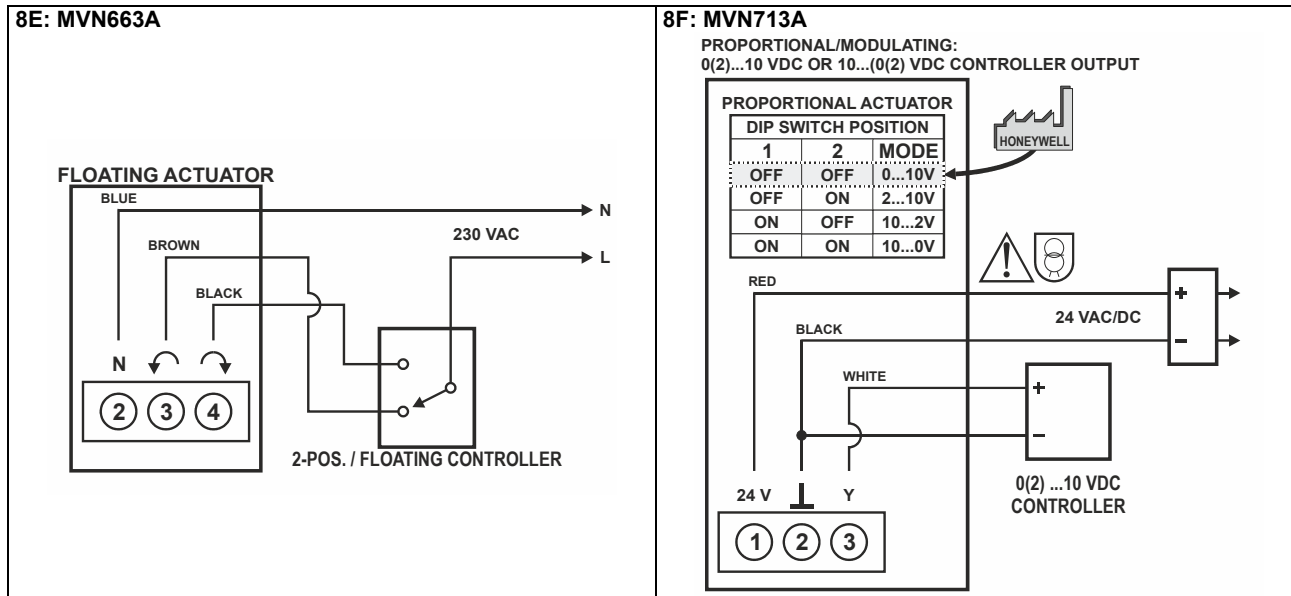 8E: MVN663A
FLOATING ACTUATOR
BLUE
N
230 VAC
BROWN
L
BLACK
N
2 3 4
2-POS. / FLOATING CONTROLLER
8F: MVN713A
PROPORTIONAL/MODULATING:
0(2)...10 VDC OR 10...(0(2) VDC CONTROLLER OUTPUT
PROPORTIONAL ACTUATOR
DIP SWITCH POSITION
1 2 MODE
OFF OFF 0...10V
OFF ON 2...10V
ON OFF 10...2V
ON ON 10...0V
HONEYWELL
RED
+
24 VAC/DC
BLACK
–
WHITE
+
–
0(2) ...10 VDC
CONTROLLER
24 V Y
1 2 3